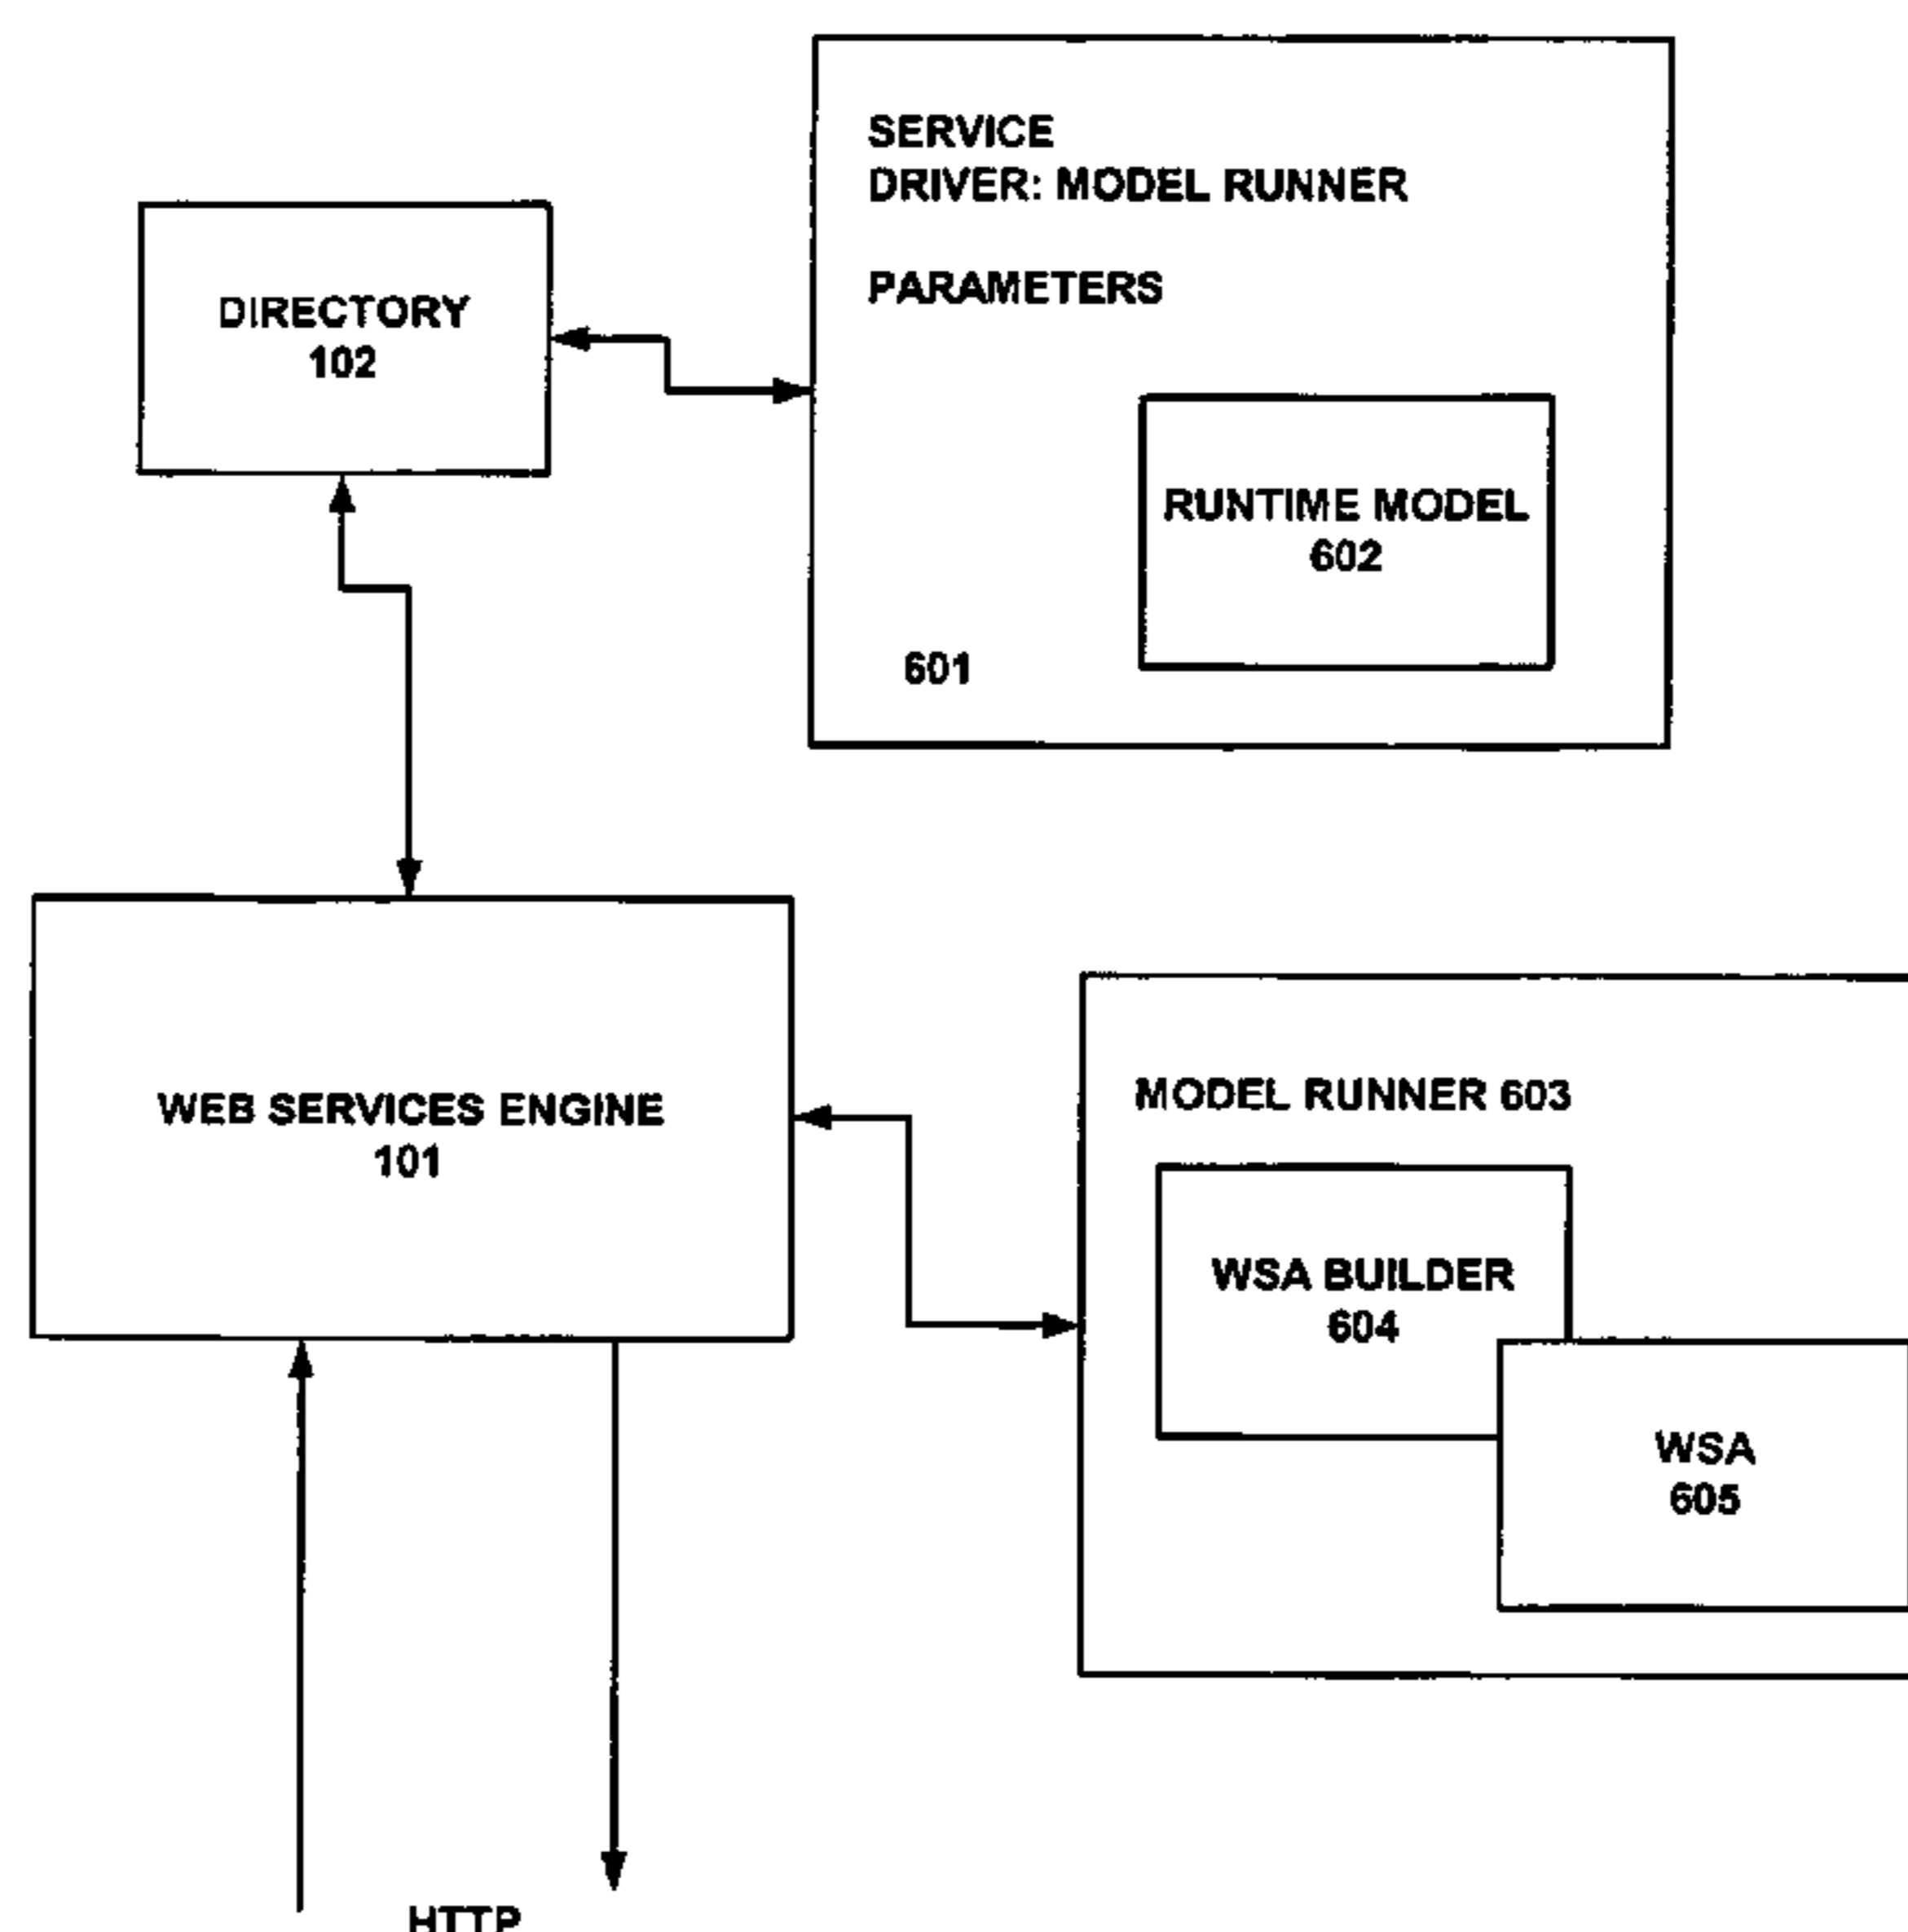 SERVICE
DRIVER: MODEL RUNNER
PARAMETERS
DIRECTORY
102
RUNTIME MODEL
602
601
WEB SERVICES ENGINE
101
MODEL RUNNER 603
WSA BUILDER
604
WSA
605
HTTP